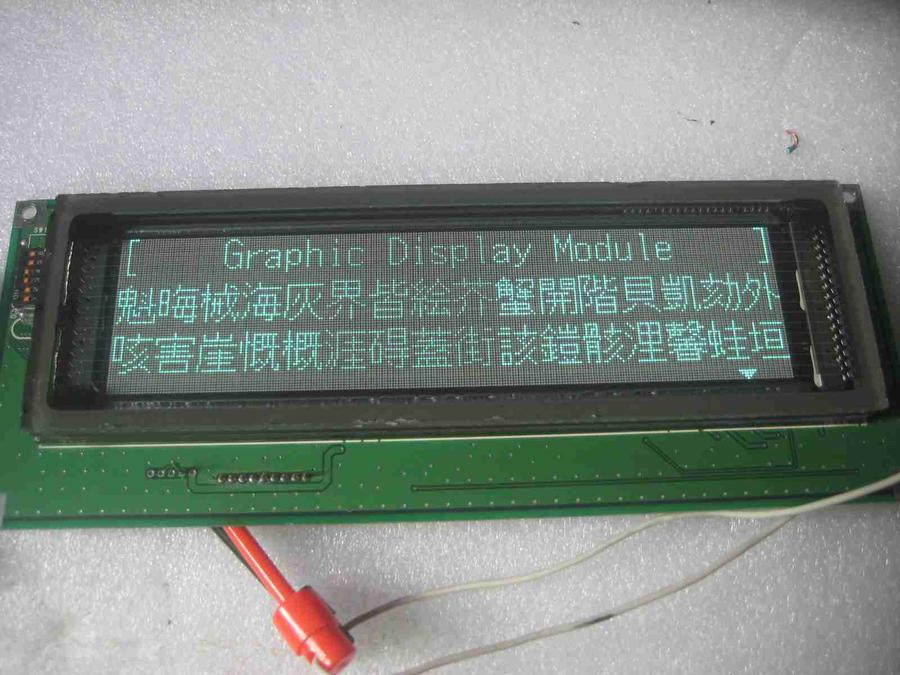 [ Graphic Display Module ]
魁晦械海灰界皆絵芥蟹開階貝凱劾外
咳害崖慨概涯碍蓋街該鎧骸浬馨蛙垣